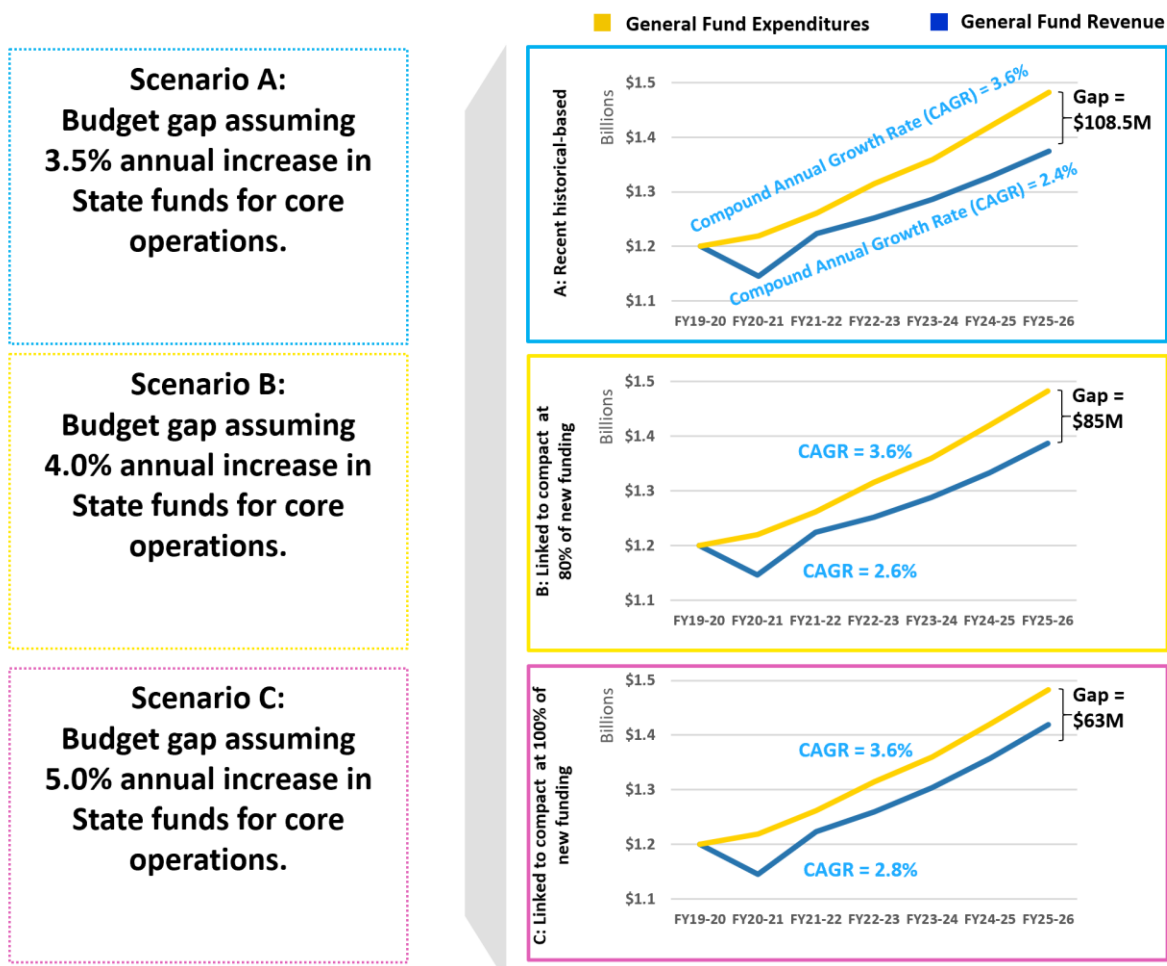 General Fund Expenditures
General Fund Revenue
Scenario A:
Budget gap assuming
3.5% annual increase in
State funds for core
operations.
A: Recent historical-based
Billions
$1.5
$1.4
$1.3
$1.2
$1.1
Compound Annual Growth Rate (CAGR) = 3.6%
Compound Annual Growth Rate (CAGR) = 2.4%
Gap =
$108.5M
FY19-20 FY20-21 FY21-22 FY22-23 FY23-24 FY24-25 FY25-26
Scenario B:
Budget gap assuming
4.0% annual increase in
State funds for core
operations.
B: Linked to compact at
80% of new funding
Billions
$1.5
$1.4
$1.3
$1.2
$1.1
CAGR = 3.6%
CAGR = 2.6%
Gap =
$85M
FY19-20 FY20-21 FY21-22 FY22-23 FY23-24 FY24-25 FY25-26
Scenario C:
Budget gap assuming
5.0% annual increase in
State funds for core
operations.
C: Linked to compact at 100% of
new funding
Billions
$1.5
$1.4
$1.3
$1.2
$1.1
CAGR = 3.6%
CAGR = 2.8%
Gap =
$63M
FY19-20 FY20-21 FY21-22 FY22-23 FY23-24 FY24-25 FY25-26